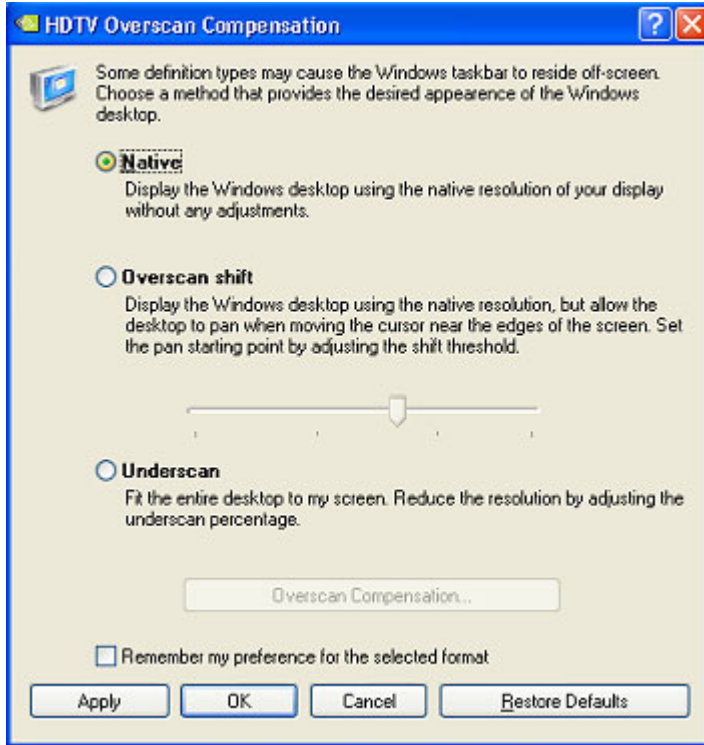 HDTV Overscan Compensation
Some definition types may cause the Windows taskbar to reside off-screen.
Choose a method that provides the desired appearence of the Windows
desktop.
Native
Display the Windows desktop using the native resolution of your display
without any adjustments.
Overscan shift
Display the Windows desktop using the native resolution, but allow the
desktop to pan when moving the cursor near the edges of the screen. Set
the pan starting point by adjusting the shift threshold.
Underscan
Fit the entire desktop to my screen. Reduce the resolution by adjusting the
underscan percentage.
Overscan Compensation...
Remember my preference for the selected format
Apply OK Cancel Restore Defaults